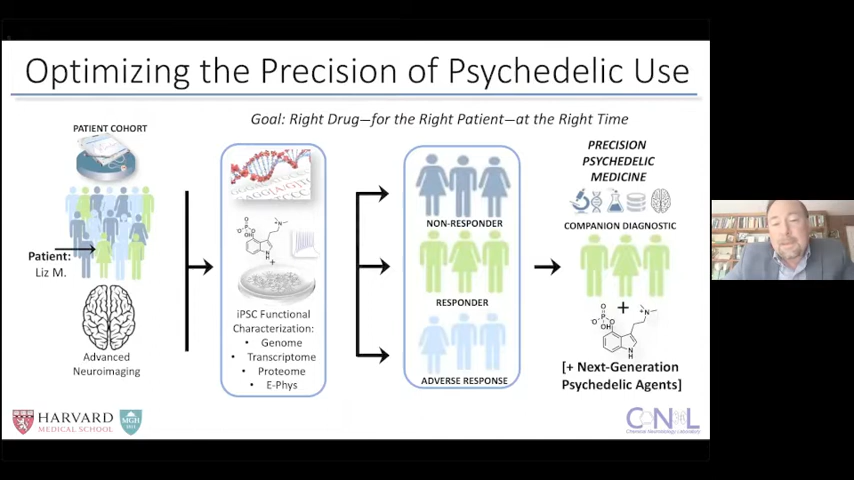 Optimizing the Precision of Psychedelic Use
Goal: Right Drug—for the Right Patient—at the Right Time
PATIENT COHORT
Patient:
Liz M.
Advanced
Neuroimaging
iPSC Functional
Characterization:
• Genome
• Transcriptome
• Proteome
• E-Phys
NON-RESPONDER
RESPONDER
ADVERSE RESPONSE
PRECISION
PSYCHEDELIC
MEDICINE
COMPANION DIAGNOSTIC
+
[+ Next-Generation
Psychedelic Agents]
HARVARD
MEDICAL SCHOOL
MGH
1811
CNL
Chemical Neurobiology Laboratory